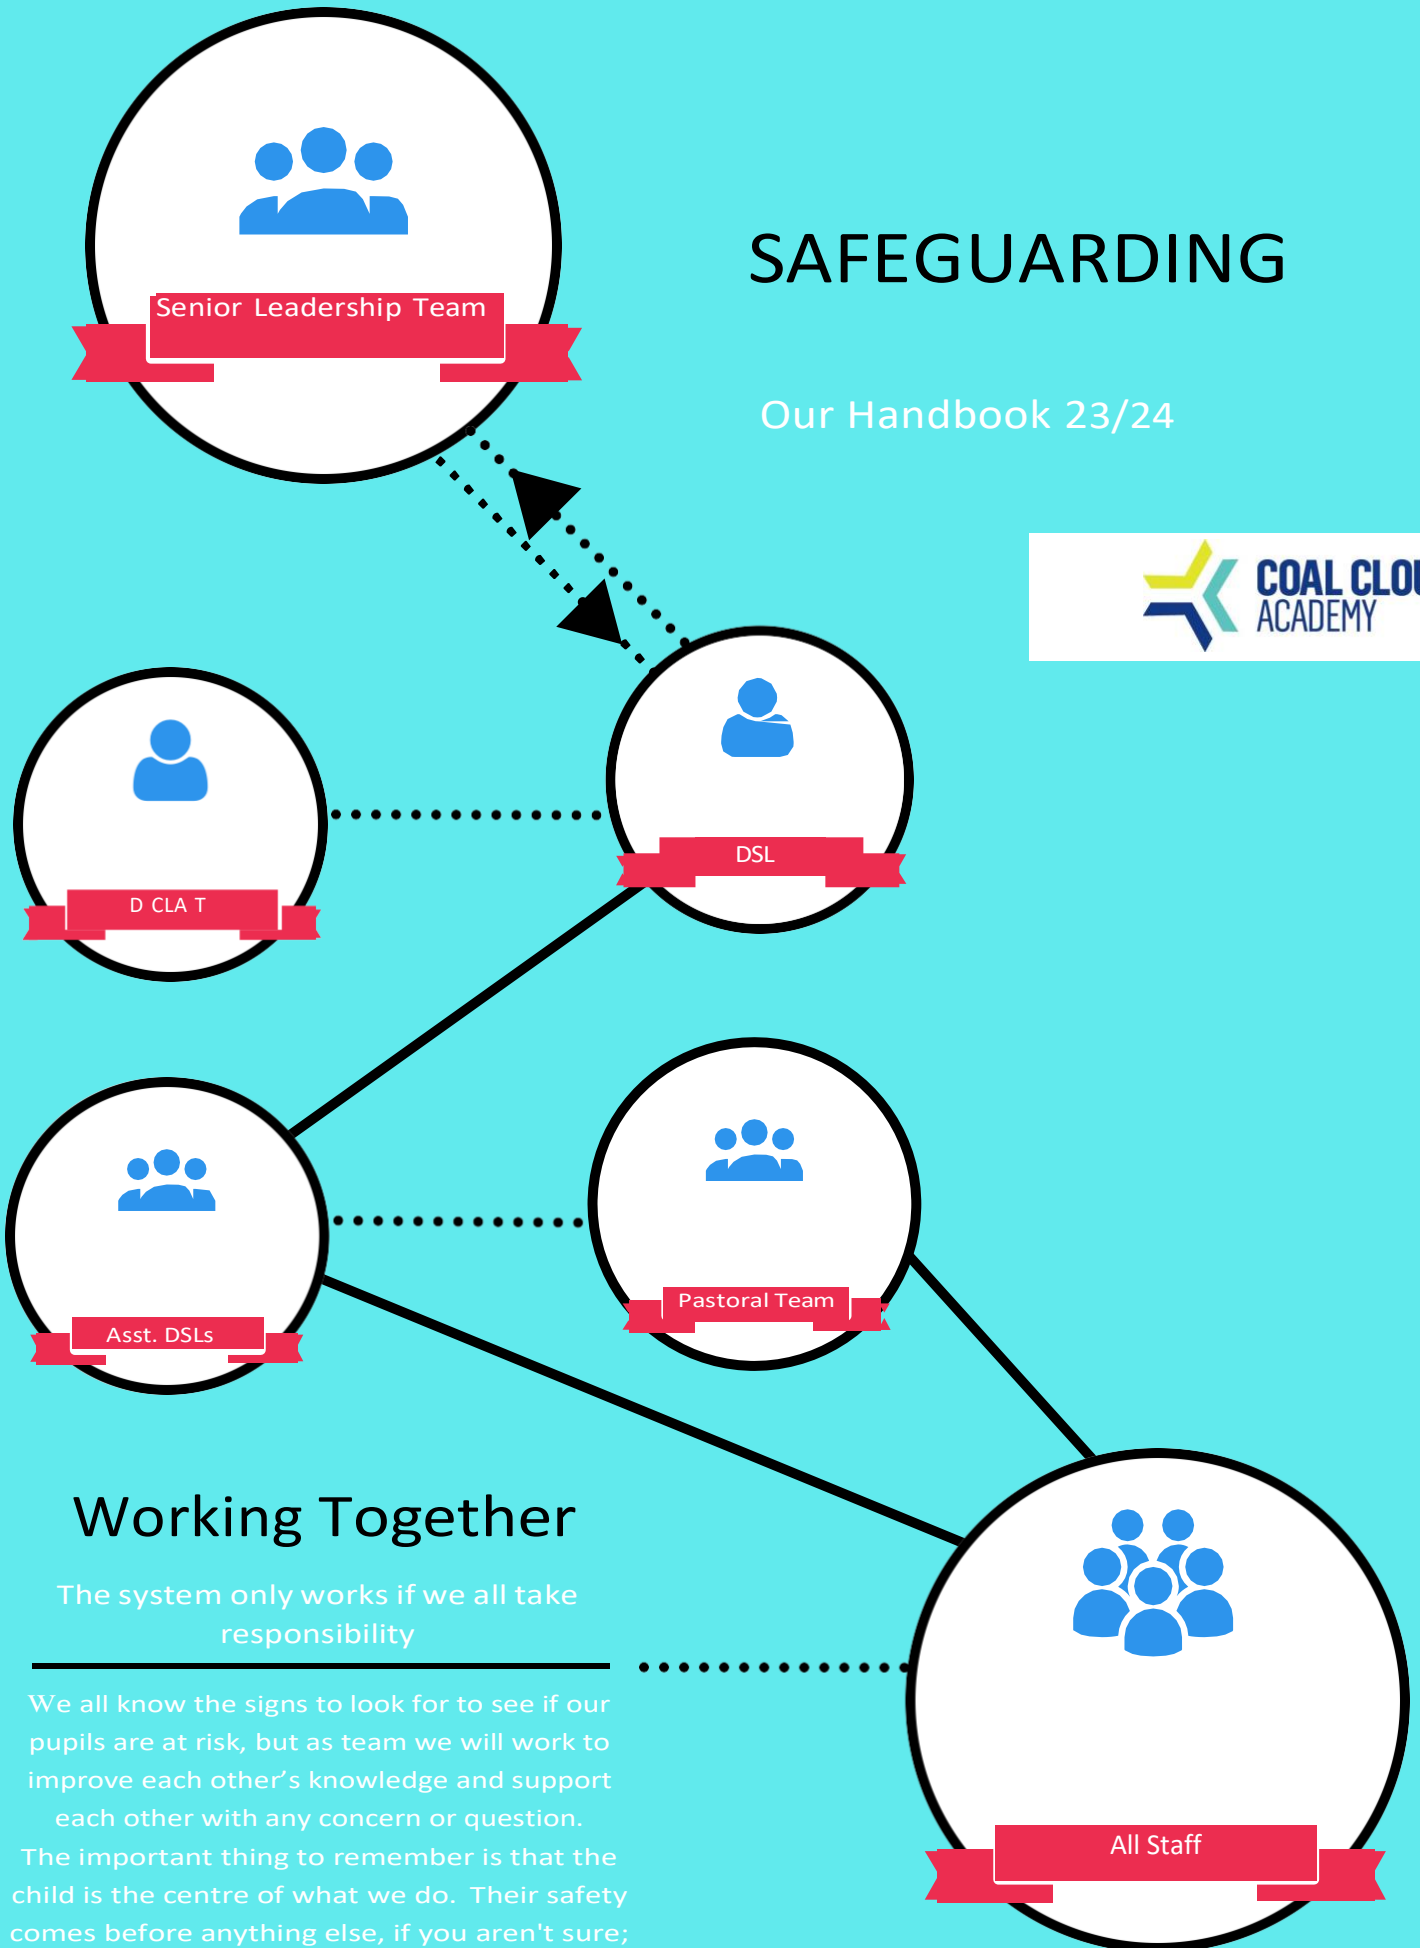 Senior Leadership Team
SAFEGUARDING
Our Handbook 23/24
COAL CLOU
ACADEMY
DSL
D CLA T
Pastoral Team
Asst. DSLs
Working Together
The system only works if we all take
responsibility
We all know the signs to look for to see if our
pupils are at risk, but as team we will work to
improve each other’s knowledge and support
each other with any concern or question.
The important thing to remember is that the
child is the centre of what we do. Their safety
comes before anything else, if you aren't sure;
All Staff